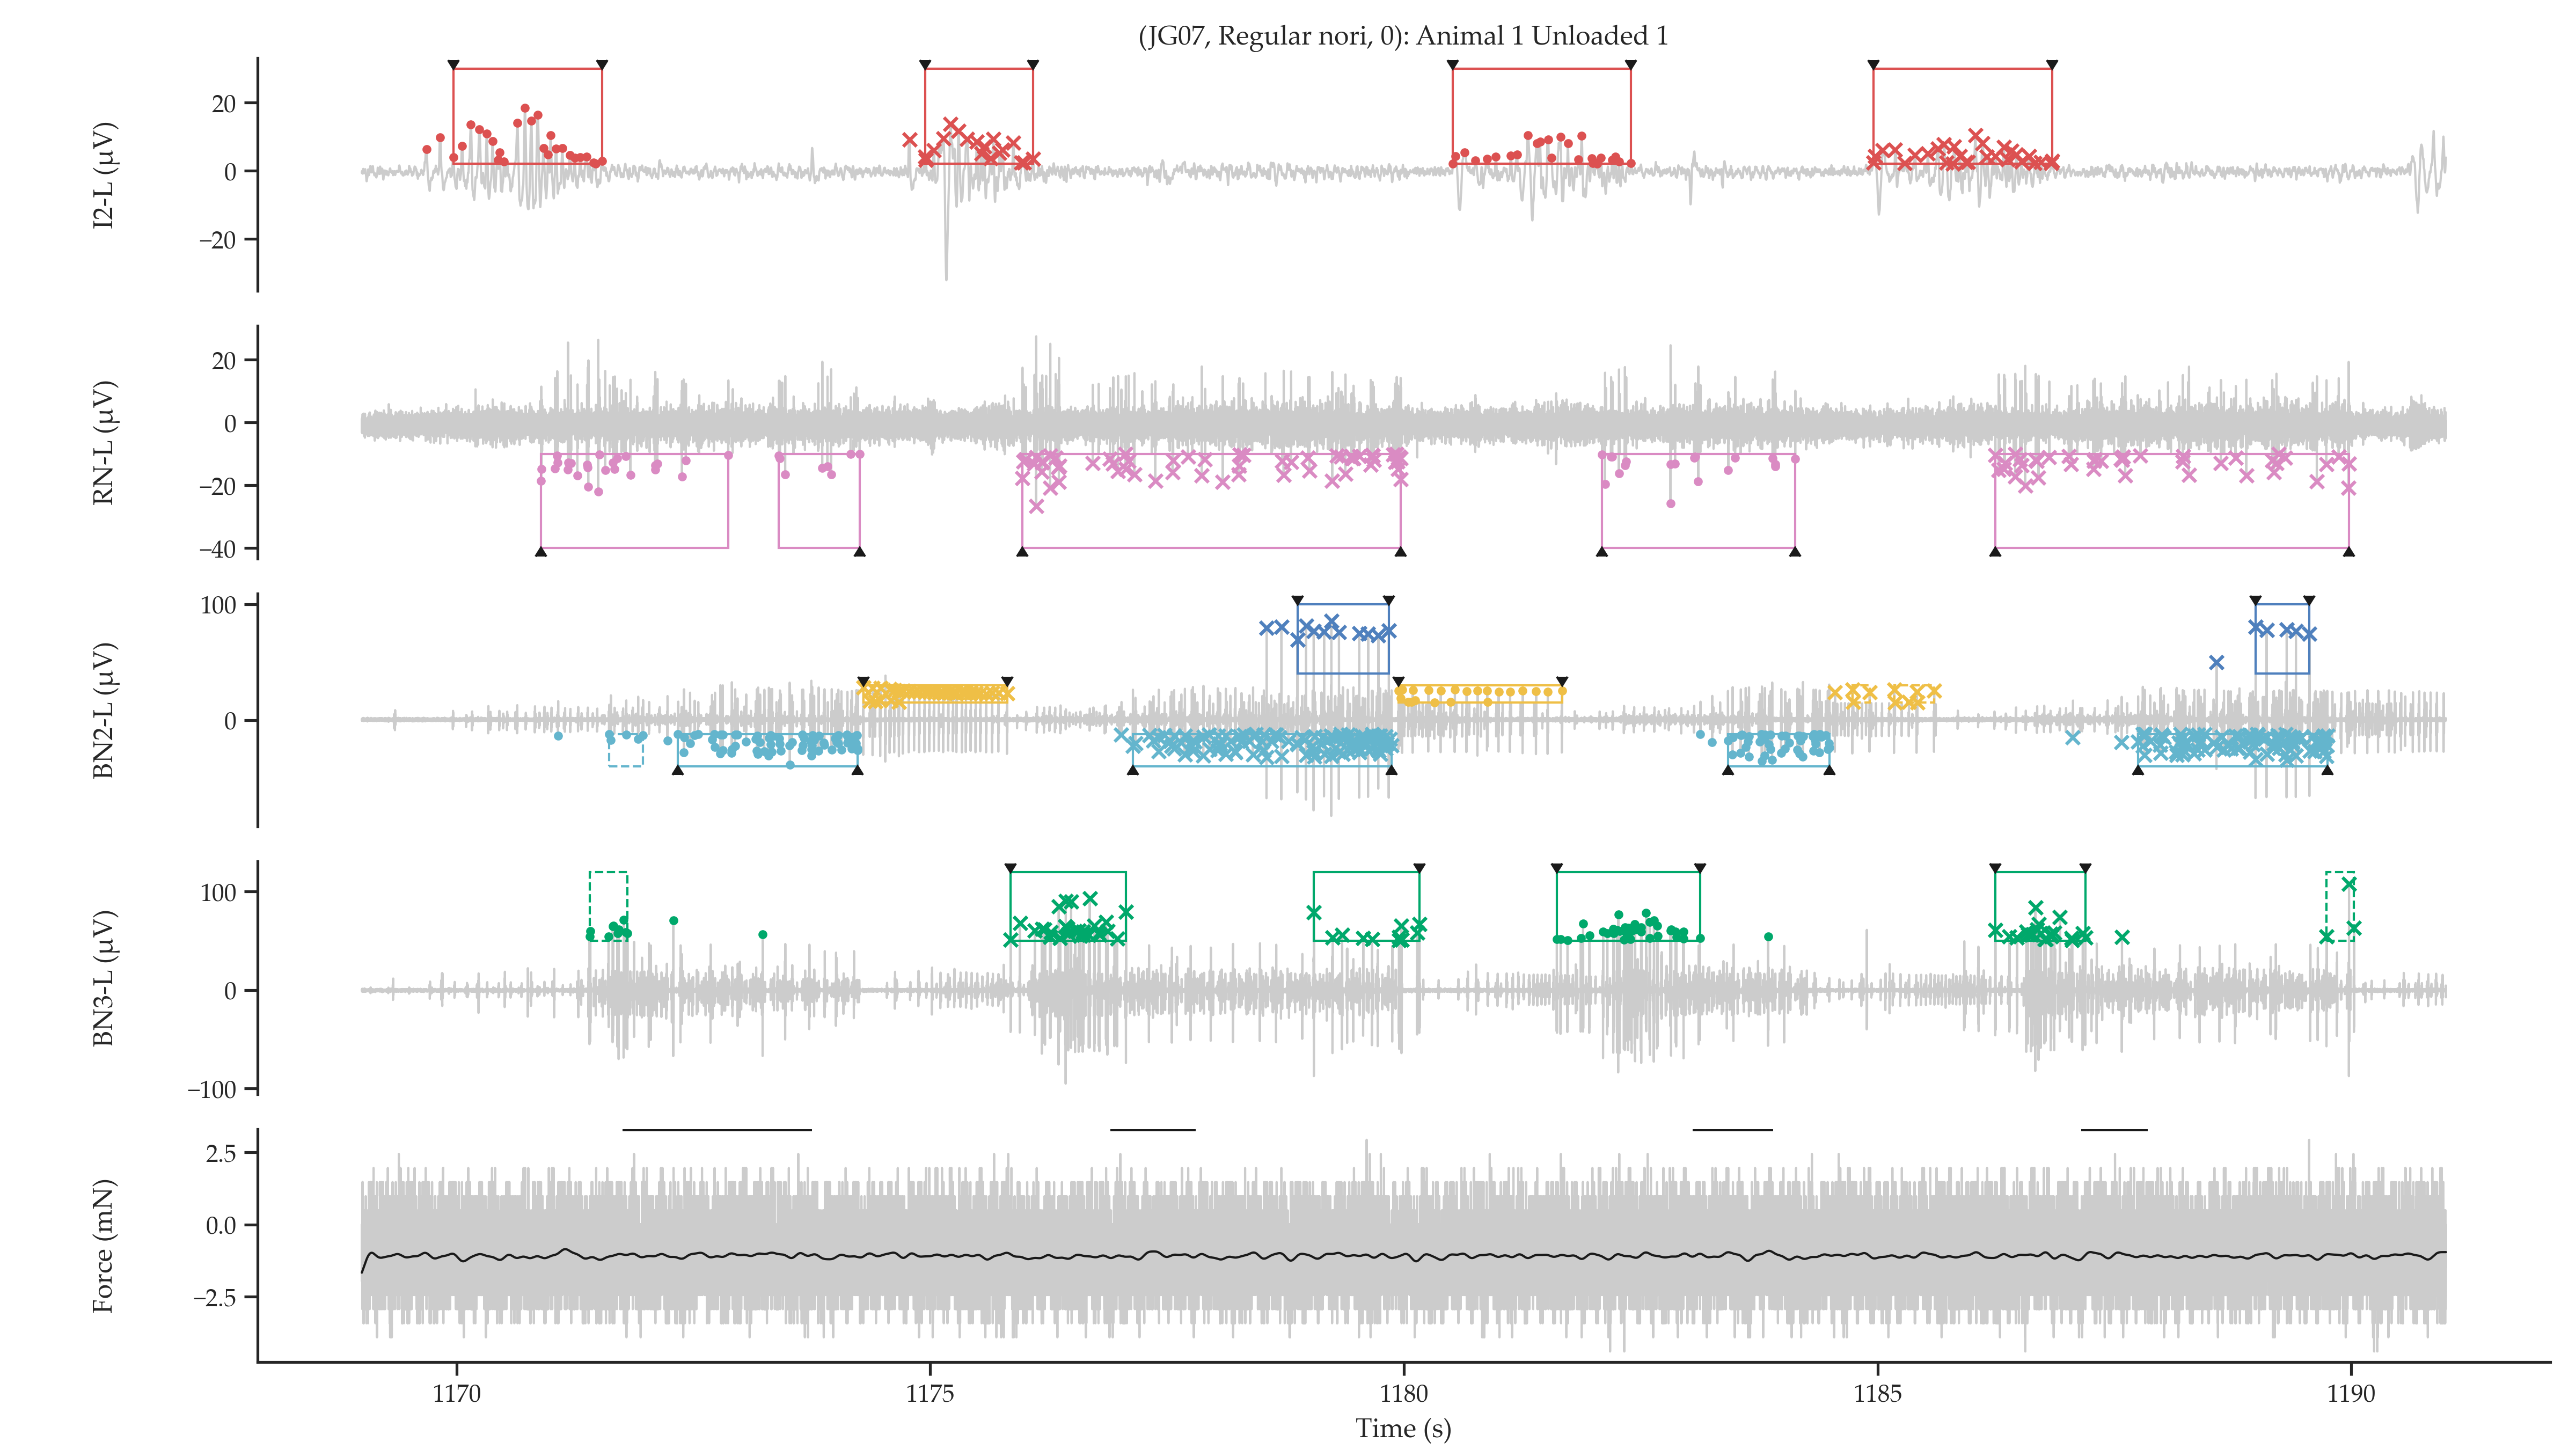 (JG07, Regular nori, 0): Animal 1 Unloaded 1
I2-L (µV)
20
0
−20
RN-L (µV)
20
0
−20
−40
BN2-L (µV)
100
0
BN3-L (µV)
100
0
−100
Force (mN)
2.5
0.0
−2.5
1170 1175 1180 1185 1190
Time (s)